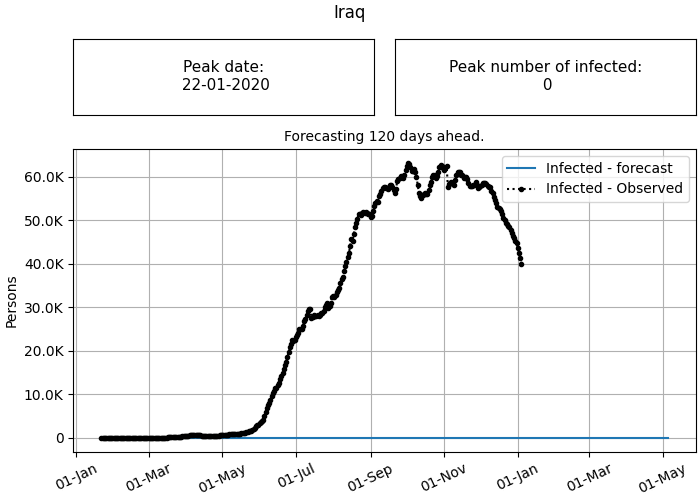 Iraq
Peak date:
22-01-2020
Peak number of infected:
0
Forecasting 120 days ahead.
Infected - forecast
Infected - Observed
Persons
60.0K
50.0K
40.0K
30.0K
20.0K
10.0K
0
01-Jan
01-Mar
01-May
01-Jul
01-Sep
01-Nov
01-Jan
01-Mar
01-May